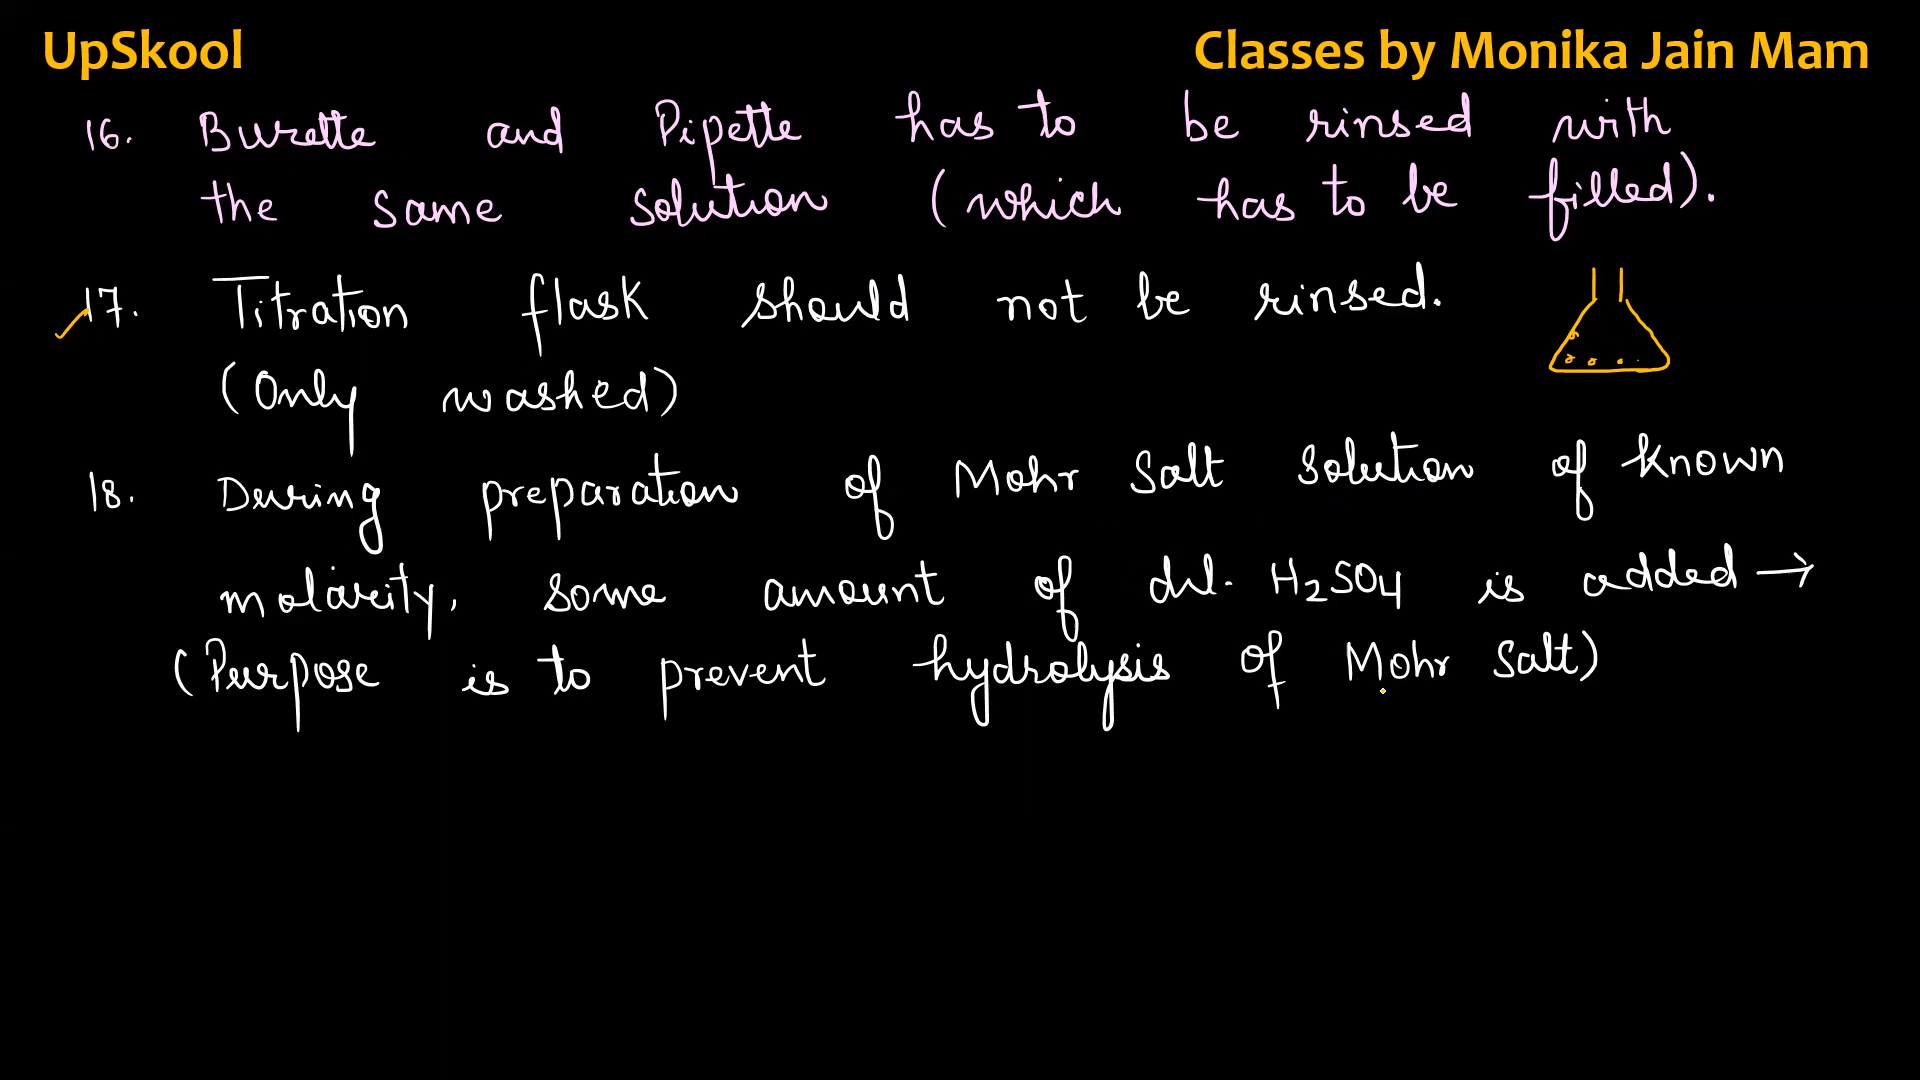 UpSkool
Classes by Monika Jain Mam
16. Burette and Pipette has to be rinsed with
the same solution (which has to be filled).
17. Titration flask should not be rinsed.
(Only washed)
18. During preparation of Mohr Salt solution of known
molarity, some amount of dil. H₂SO₄ is added →
(Purpose is to prevent hydrolysis of Mohr Salt)